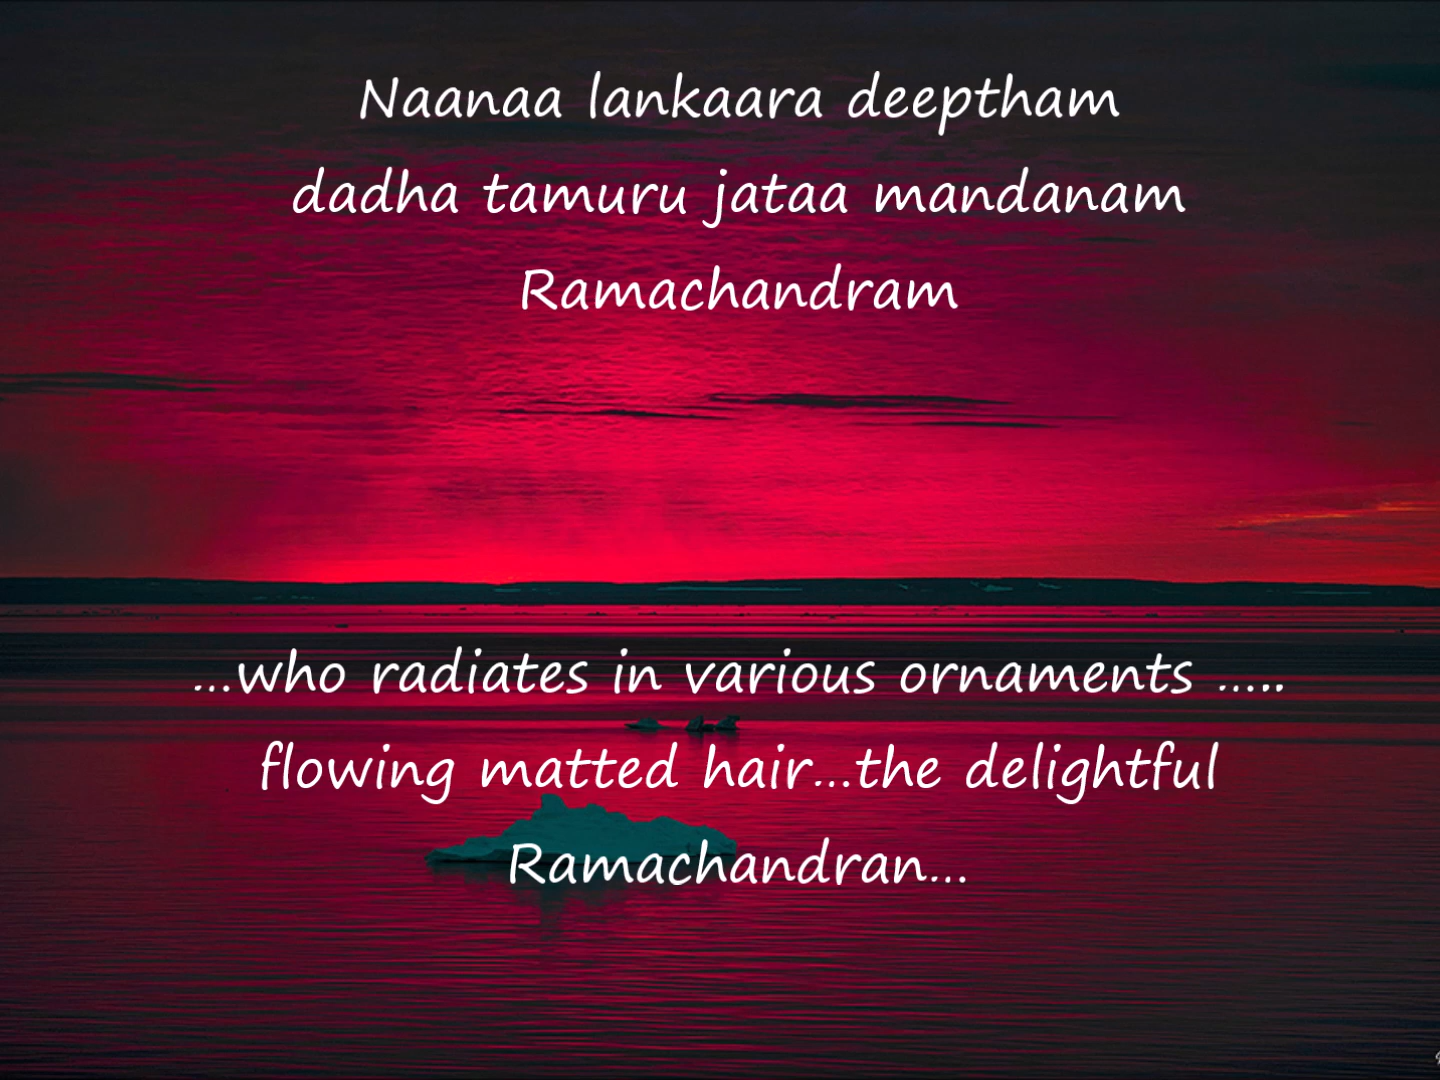 Naanaa lankaara deeptham
dadha tamuru jataa mandanam
Ramachandram
...who radiates in various ornaments .....
flowing matted hair...the delightful
Ramachandran...